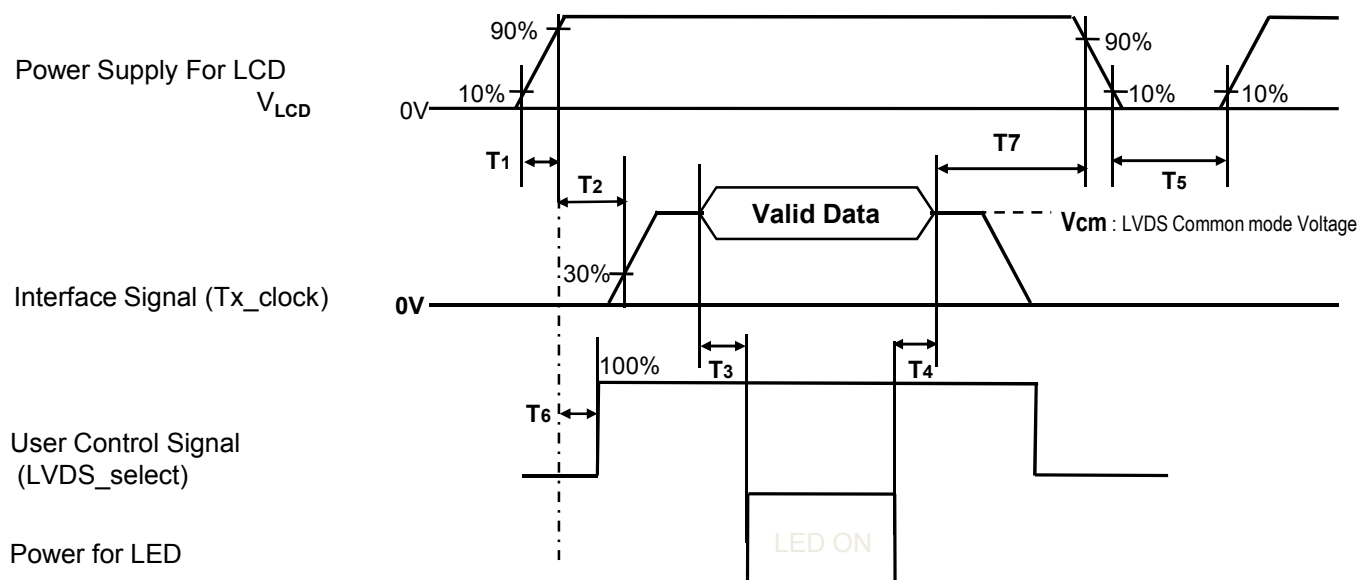 90%
90%
Power Supply For LCD
VLCD
10%
10%
10%
0V
T1
T2
T7
T5
Valid Data
Vcm : LVDS Common mode Voltage
30%
Interface Signal (Tx_clock)
0V
100%
T3
T4
T6
User Control Signal
(LVDS_select)
LED ON
Power for LED